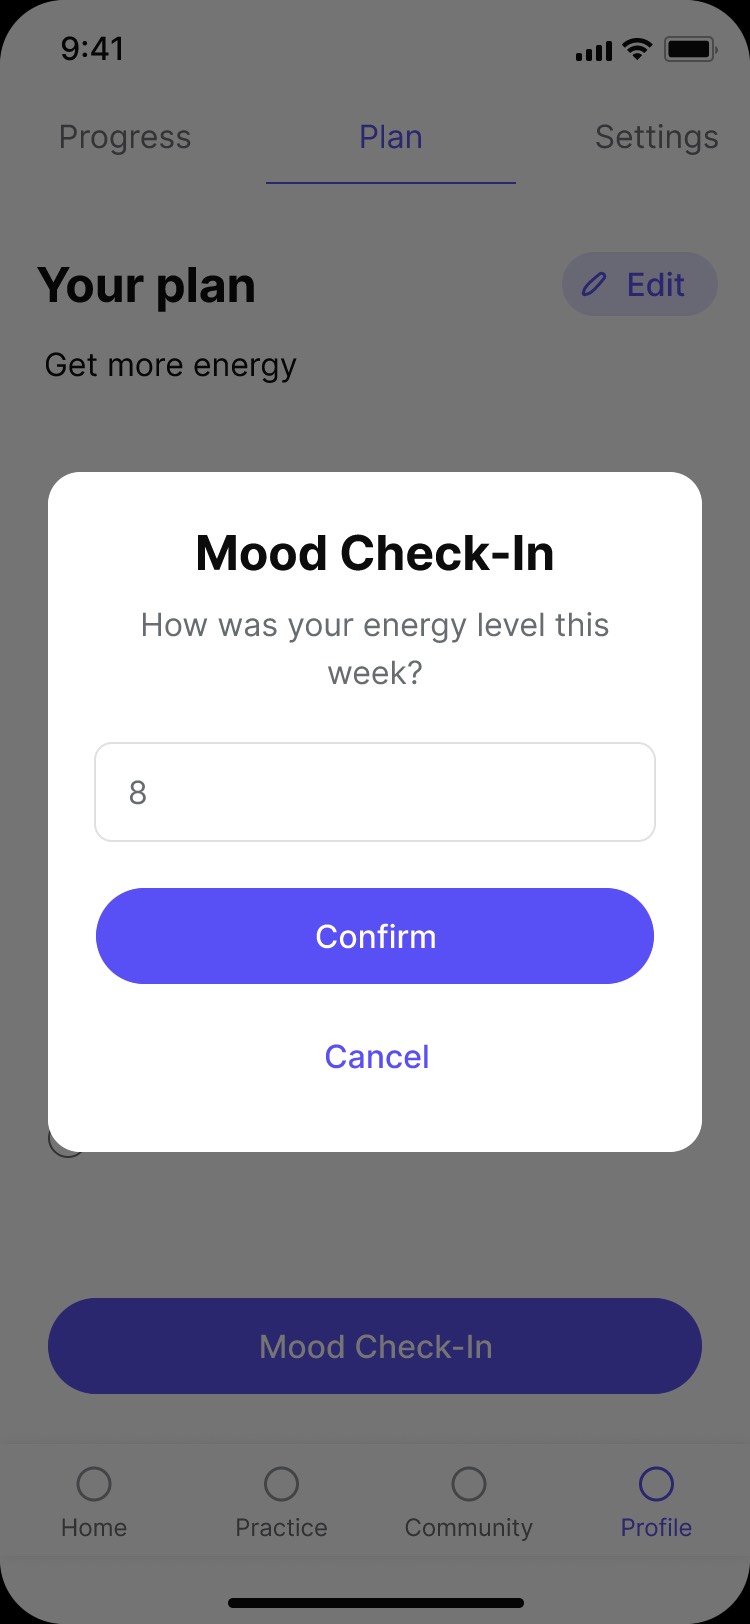 9:41
Progress Plan Settings
Your plan
Edit
Get more energy
Mood Check-In
How was your energy level this
week?
8
Confirm
Cancel
Mood Check-In
Home Practice Community Profile